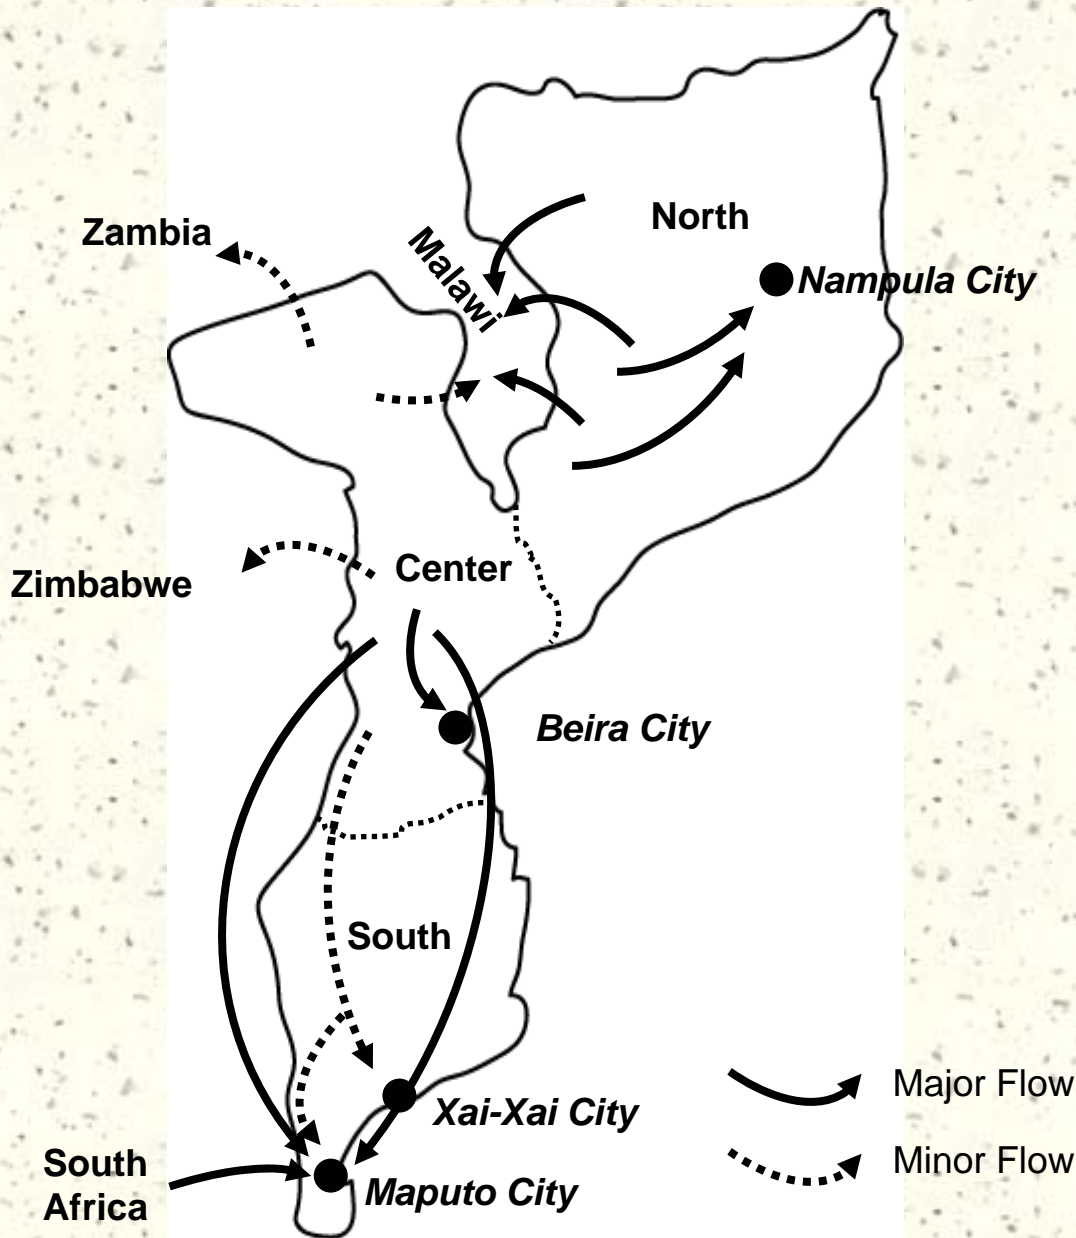 North
Zambia
Malawi
Nampula City
Center
Zimbabwe
Beira City
South
Major Flow
Xai-Xai City
Minor Flow
South
Africa
Maputo City